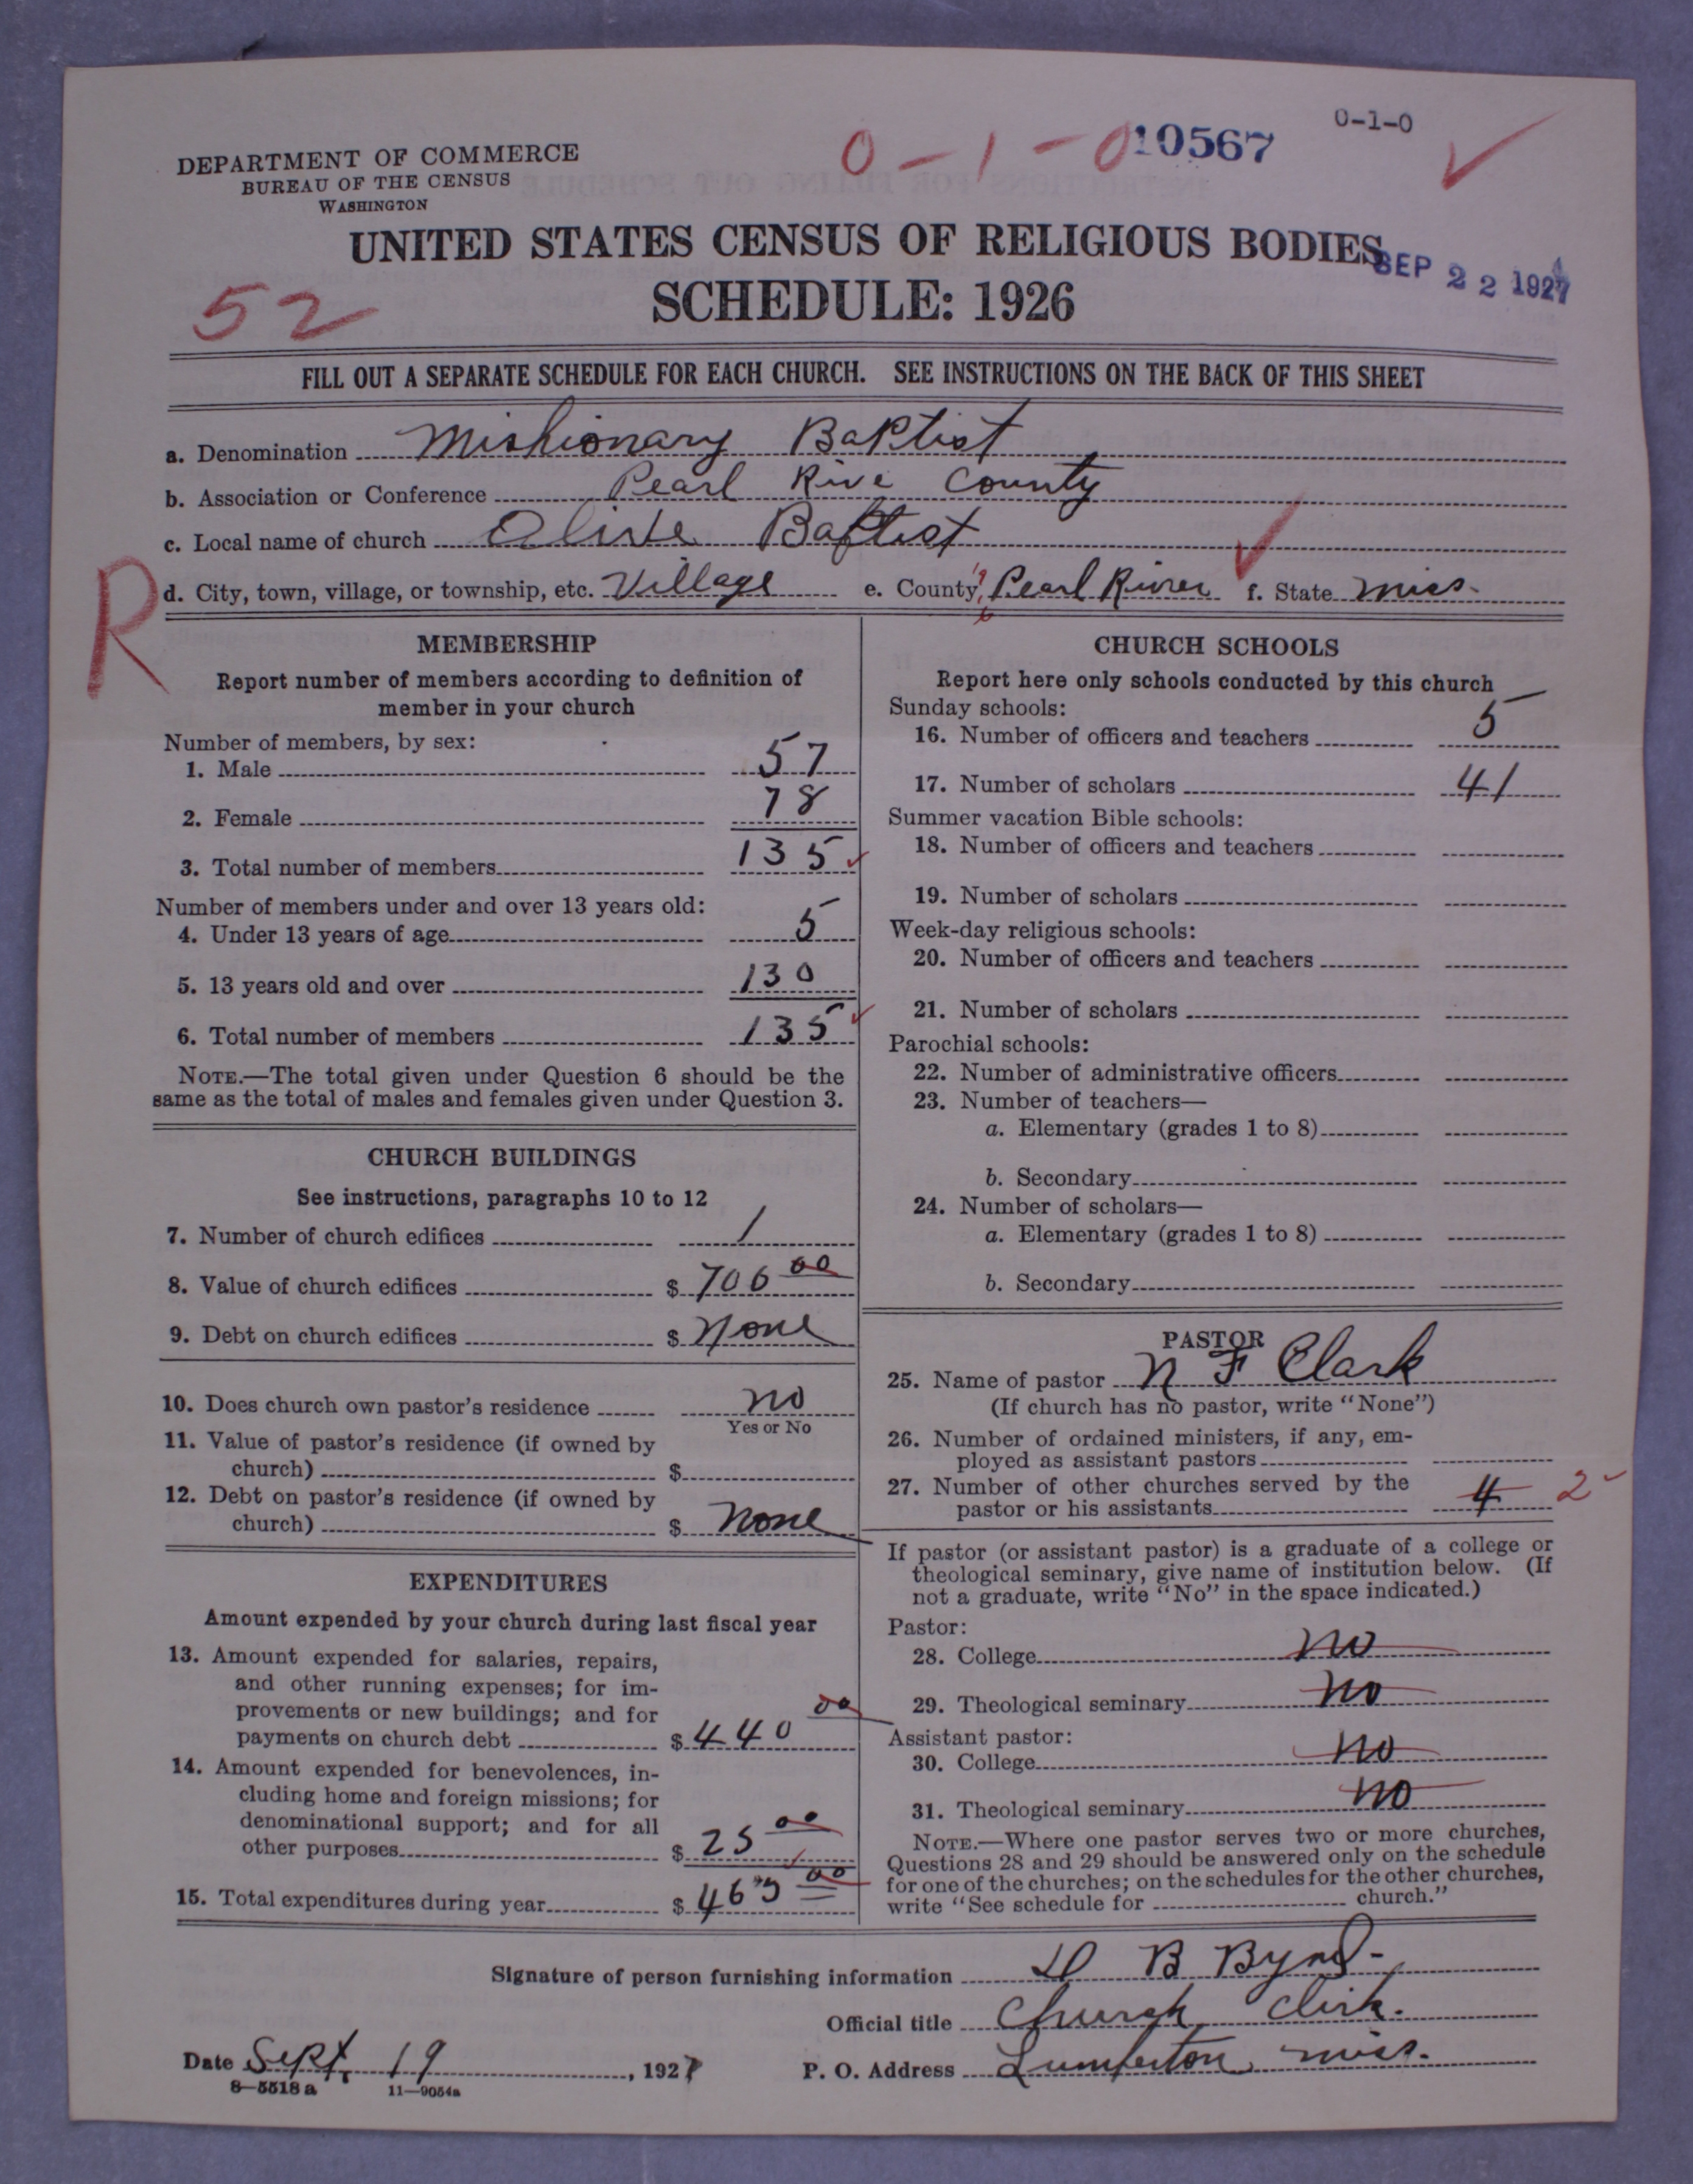 0-1-0
0-1-0 10567
DEPARTMENT OF COMMERCE
BUREAU OF THE CENSUS
WASHINGTON
UNITED STATES CENSUS OF RELIGIOUS BODIES
SEP 22 1927
52
SCHEDULE: 1926
FILL OUT A SEPARATE SCHEDULE FOR EACH CHURCH. SEE INSTRUCTIONS ON THE BACK OF THIS SHEET
a. Denomination Mishionary Baptist
b. Association or Conference Pearl Rive County
c. Local name of church Olive Baptist
R
d. City, town, village, or township, etc. Village e. County Pearl River f. State Miss.
MEMBERSHIP
Report number of members according to definition of
member in your church
Number of members, by sex:
1. Male 57
2. Female 78
3. Total number of members 135
Number of members under and over 13 years old:
4. Under 13 years of age 5
5. 13 years old and over 130
6. Total number of members 135
NOTE.—The total given under Question 6 should be the
same as the total of males and females given under Question 3.
CHURCH BUILDINGS
See instructions, paragraphs 10 to 12
7. Number of church edifices 1
8. Value of church edifices $ 700 00
9. Debt on church edifices $ None
10. Does church own pastor's residence no
Yes or No
11. Value of pastor's residence (if owned by
church) $
12. Debt on pastor's residence (if owned by
church) $ None
EXPENDITURES
Amount expended by your church during last fiscal year
13. Amount expended for salaries, repairs,
and other running expenses; for im-
provements or new buildings; and for
payments on church debt $ 440 00
14. Amount expended for benevolences, in-
cluding home and foreign missions; for
denominational support; and for all
other purposes $ 25 00
15. Total expenditures during year $ 465 00
CHURCH SCHOOLS
Report here only schools conducted by this church
Sunday schools:
16. Number of officers and teachers 5
17. Number of scholars 41
Summer vacation Bible schools:
18. Number of officers and teachers
19. Number of scholars
Week-day religious schools:
20. Number of officers and teachers
21. Number of scholars
Parochial schools:
22. Number of administrative officers
23. Number of teachers—
a. Elementary (grades 1 to 8)
b. Secondary
24. Number of scholars—
a. Elementary (grades 1 to 8)
b. Secondary
PASTOR
25. Name of pastor N F Clark
(If church has no pastor, write "None")
26. Number of ordained ministers, if any, em-
ployed as assistant pastors
27. Number of other churches served by the
pastor or his assistants 4 2
If pastor (or assistant pastor) is a graduate of a college or
theological seminary, give name of institution below. (If
not a graduate, write "No" in the space indicated.)
Pastor:
28. College no
29. Theological seminary no
Assistant pastor:
30. College no
31. Theological seminary no
NOTE.—Where one pastor serves two or more churches,
Questions 28 and 29 should be answered only on the schedule
for one of the churches; on the schedules for the other churches,
write "See schedule for church."
Signature of person furnishing information B Byrd
Official title Church Clirk.
Date Sept. 19, 1927 P. O. Address Lumberton Miss.
8-5518 a 11-9054a